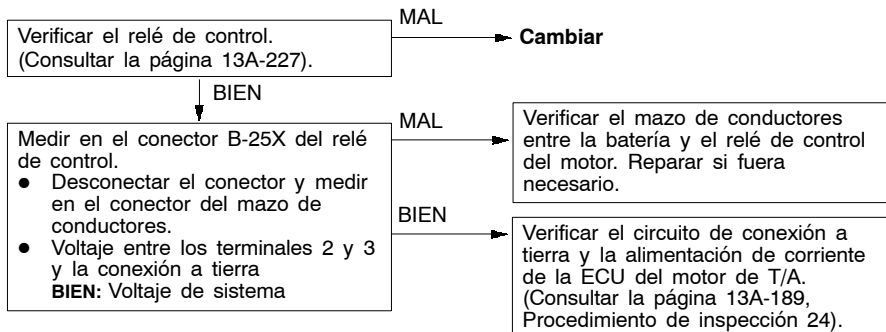 Verificar el relé de control.
(Consultar la página 13A-227).
MAL
Cambiar
BIEN
Medir en el conector B-25X del relé
de control.
● Desconectar el conector y medir
en el conector del mazo de
conductores.
● Voltaje entre los terminales 2 y 3
y la conexión a tierra
BIEN: Voltaje de sistema
MAL
Verificar el mazo de conductores
entre la batería y el relé de control
del motor. Reparar si fuera
necesario.
BIEN
Verificar el circuito de conexión a
tierra y la alimentación de corriente
de la ECU del motor de T/A.
(Consultar la página 13A-189,
Procedimiento de inspección 24).